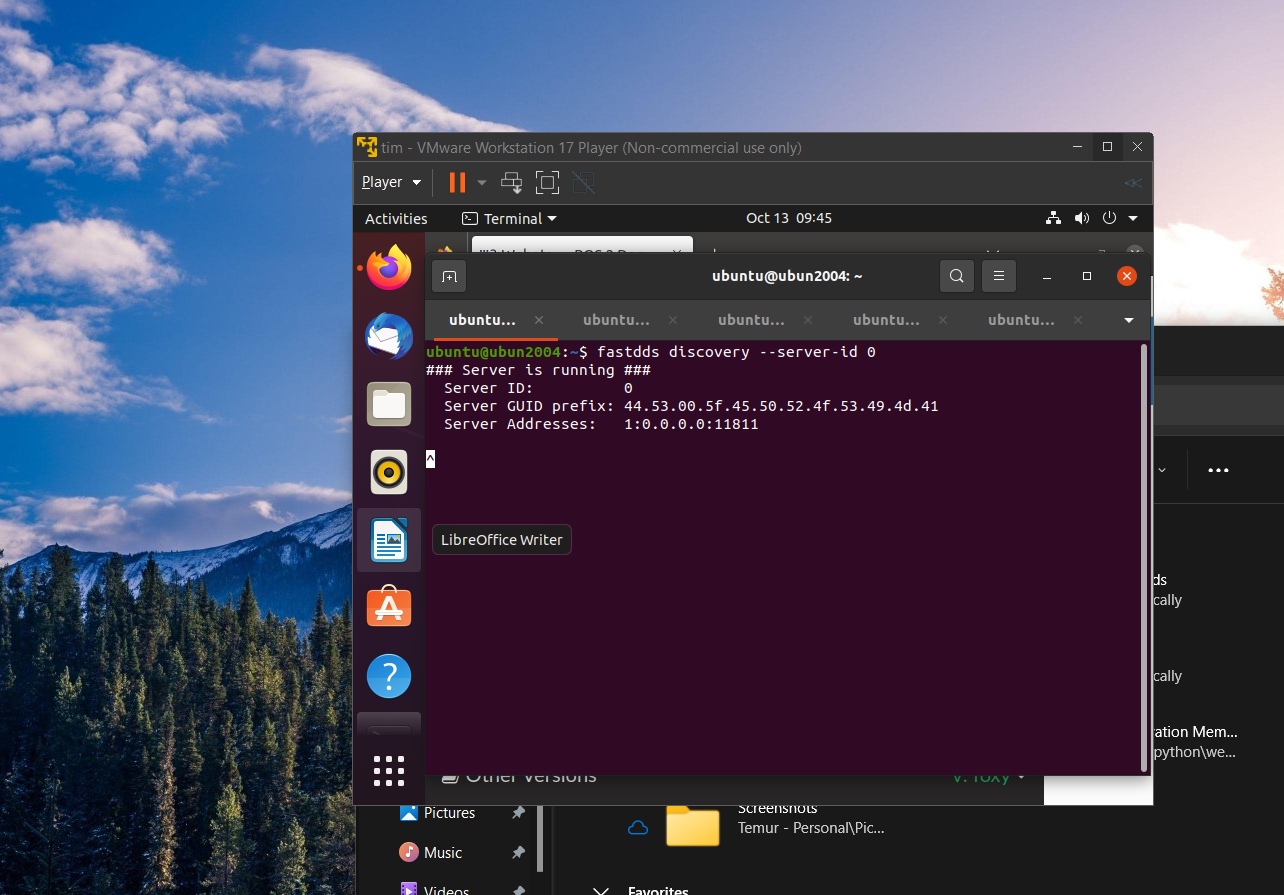 tim - VMware Workstation 17 Player (Non-commercial use only)
Player
Activities
Terminal
Oct 13 09:45
ubuntu@ubun2004: ~
ubuntu...
ubuntu...
ubuntu...
ubuntu...
ubuntu...
ubuntu@ubun2004:~$ fastdds discovery --server-id 0
### Server is running ###
Server ID: 0
Server GUID prefix: 44.53.00.5f.45.50.52.4f.53.49.4d.41
Server Addresses: 1:0.0.0.0:11811
^
LibreOffice Writer
ds
cally
cally
ation Mem...
python\we...
Other Versions
v: foxy
Pictures
Screenshots
Temur - Personal\Pic...
Music
Videos
Favorites